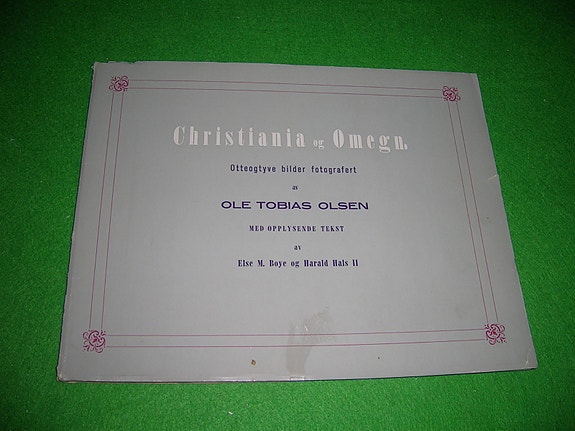 Christiania og Omegn.
Otteogtyve bilder fotografert
av
OLE TOBIAS OLSEN
MED OPPLYSENDE TEKST
av
Else M. Boye og Harald Hals II